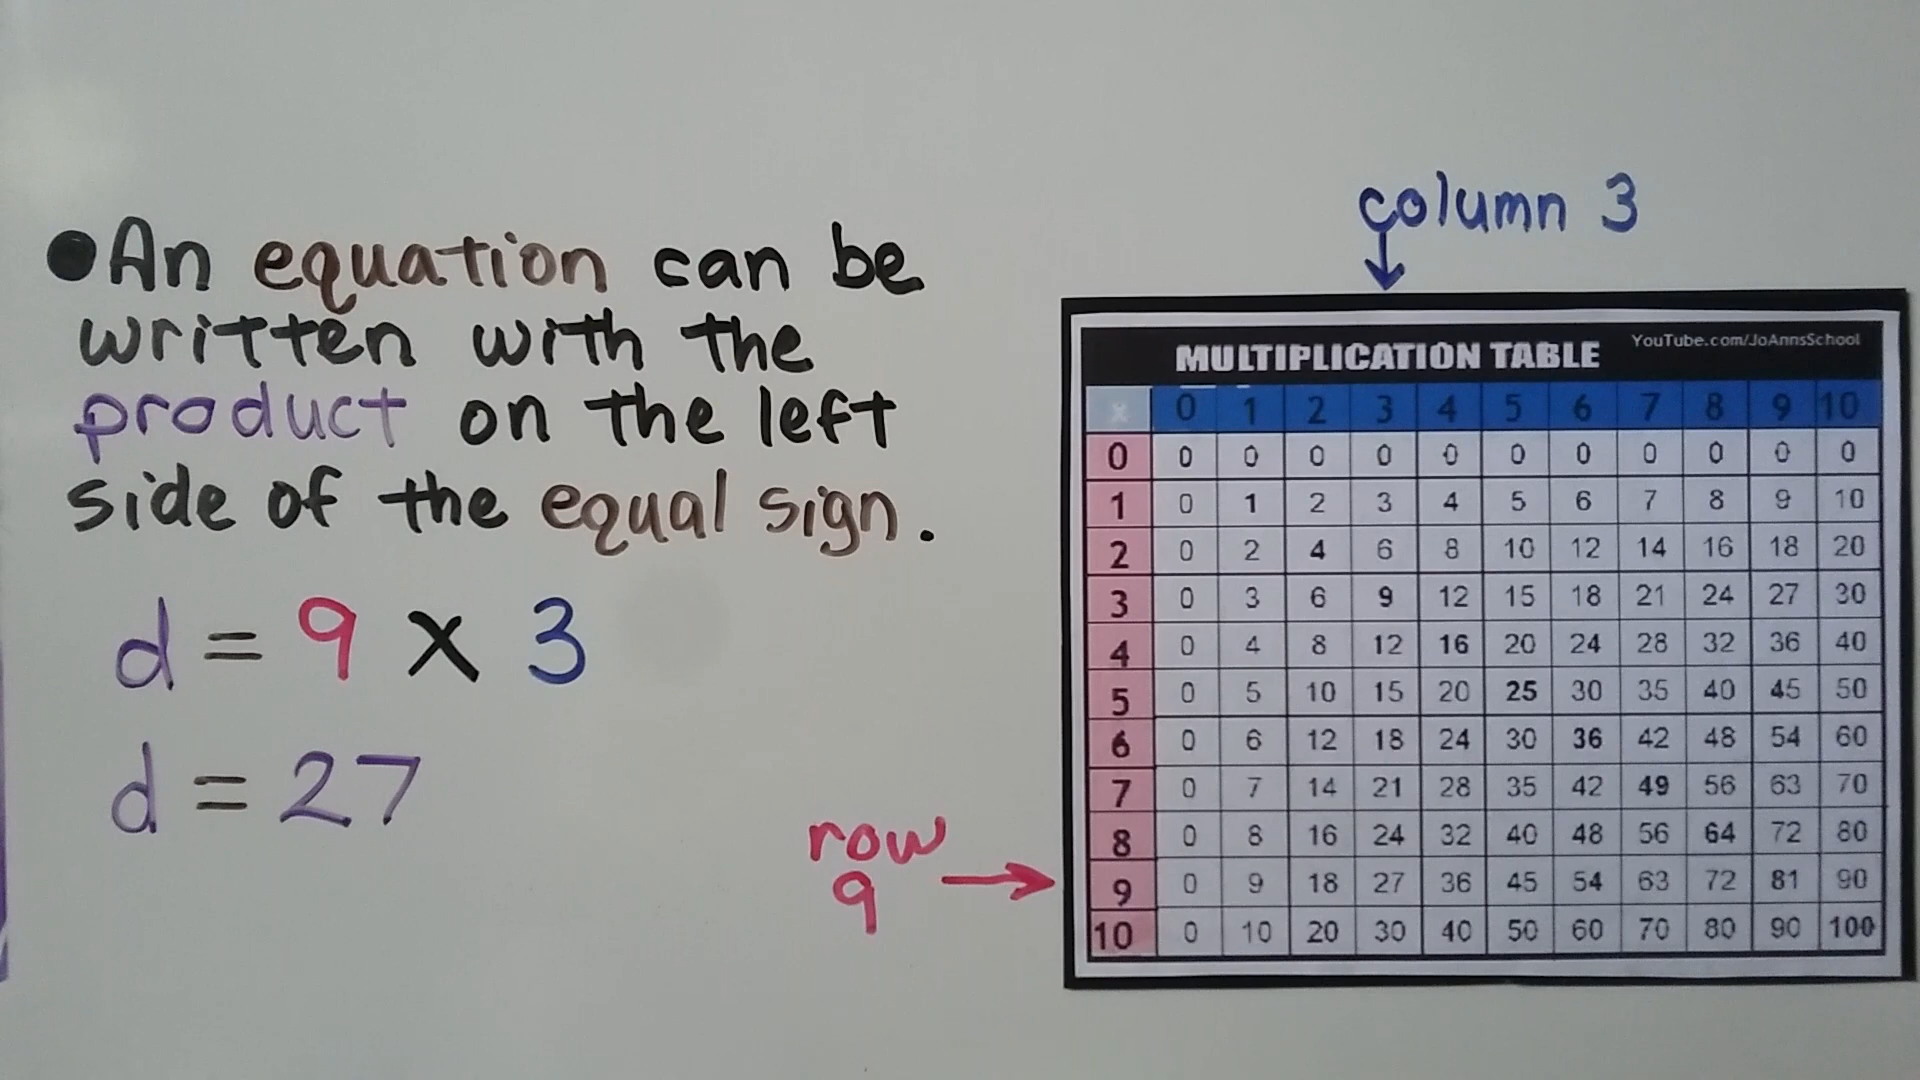 ● An equation can be
written with the
product on the left
side of the equal sign.
d = 9 x 3
d = 27
row
9
column 3
MULTIPLICATION TABLE YouTube.com/JoAnnsSchool
x 0 1 2 3 4 5 6 7 8 9 10
0 0 0 0 0 0 0 0 0 0 0 0
1 0 1 2 3 4 5 6 7 8 9 10
2 0 2 4 6 8 10 12 14 16 18 20
3 0 3 6 9 12 15 18 21 24 27 30
4 0 4 8 12 16 20 24 28 32 36 40
5 0 5 10 15 20 25 30 35 40 45 50
6 0 6 12 18 24 30 36 42 48 54 60
7 0 7 14 21 28 35 42 49 56 63 70
8 0 8 16 24 32 40 48 56 64 72 80
9 0 9 18 27 36 45 54 63 72 81 90
10 0 10 20 30 40 50 60 70 80 90 100